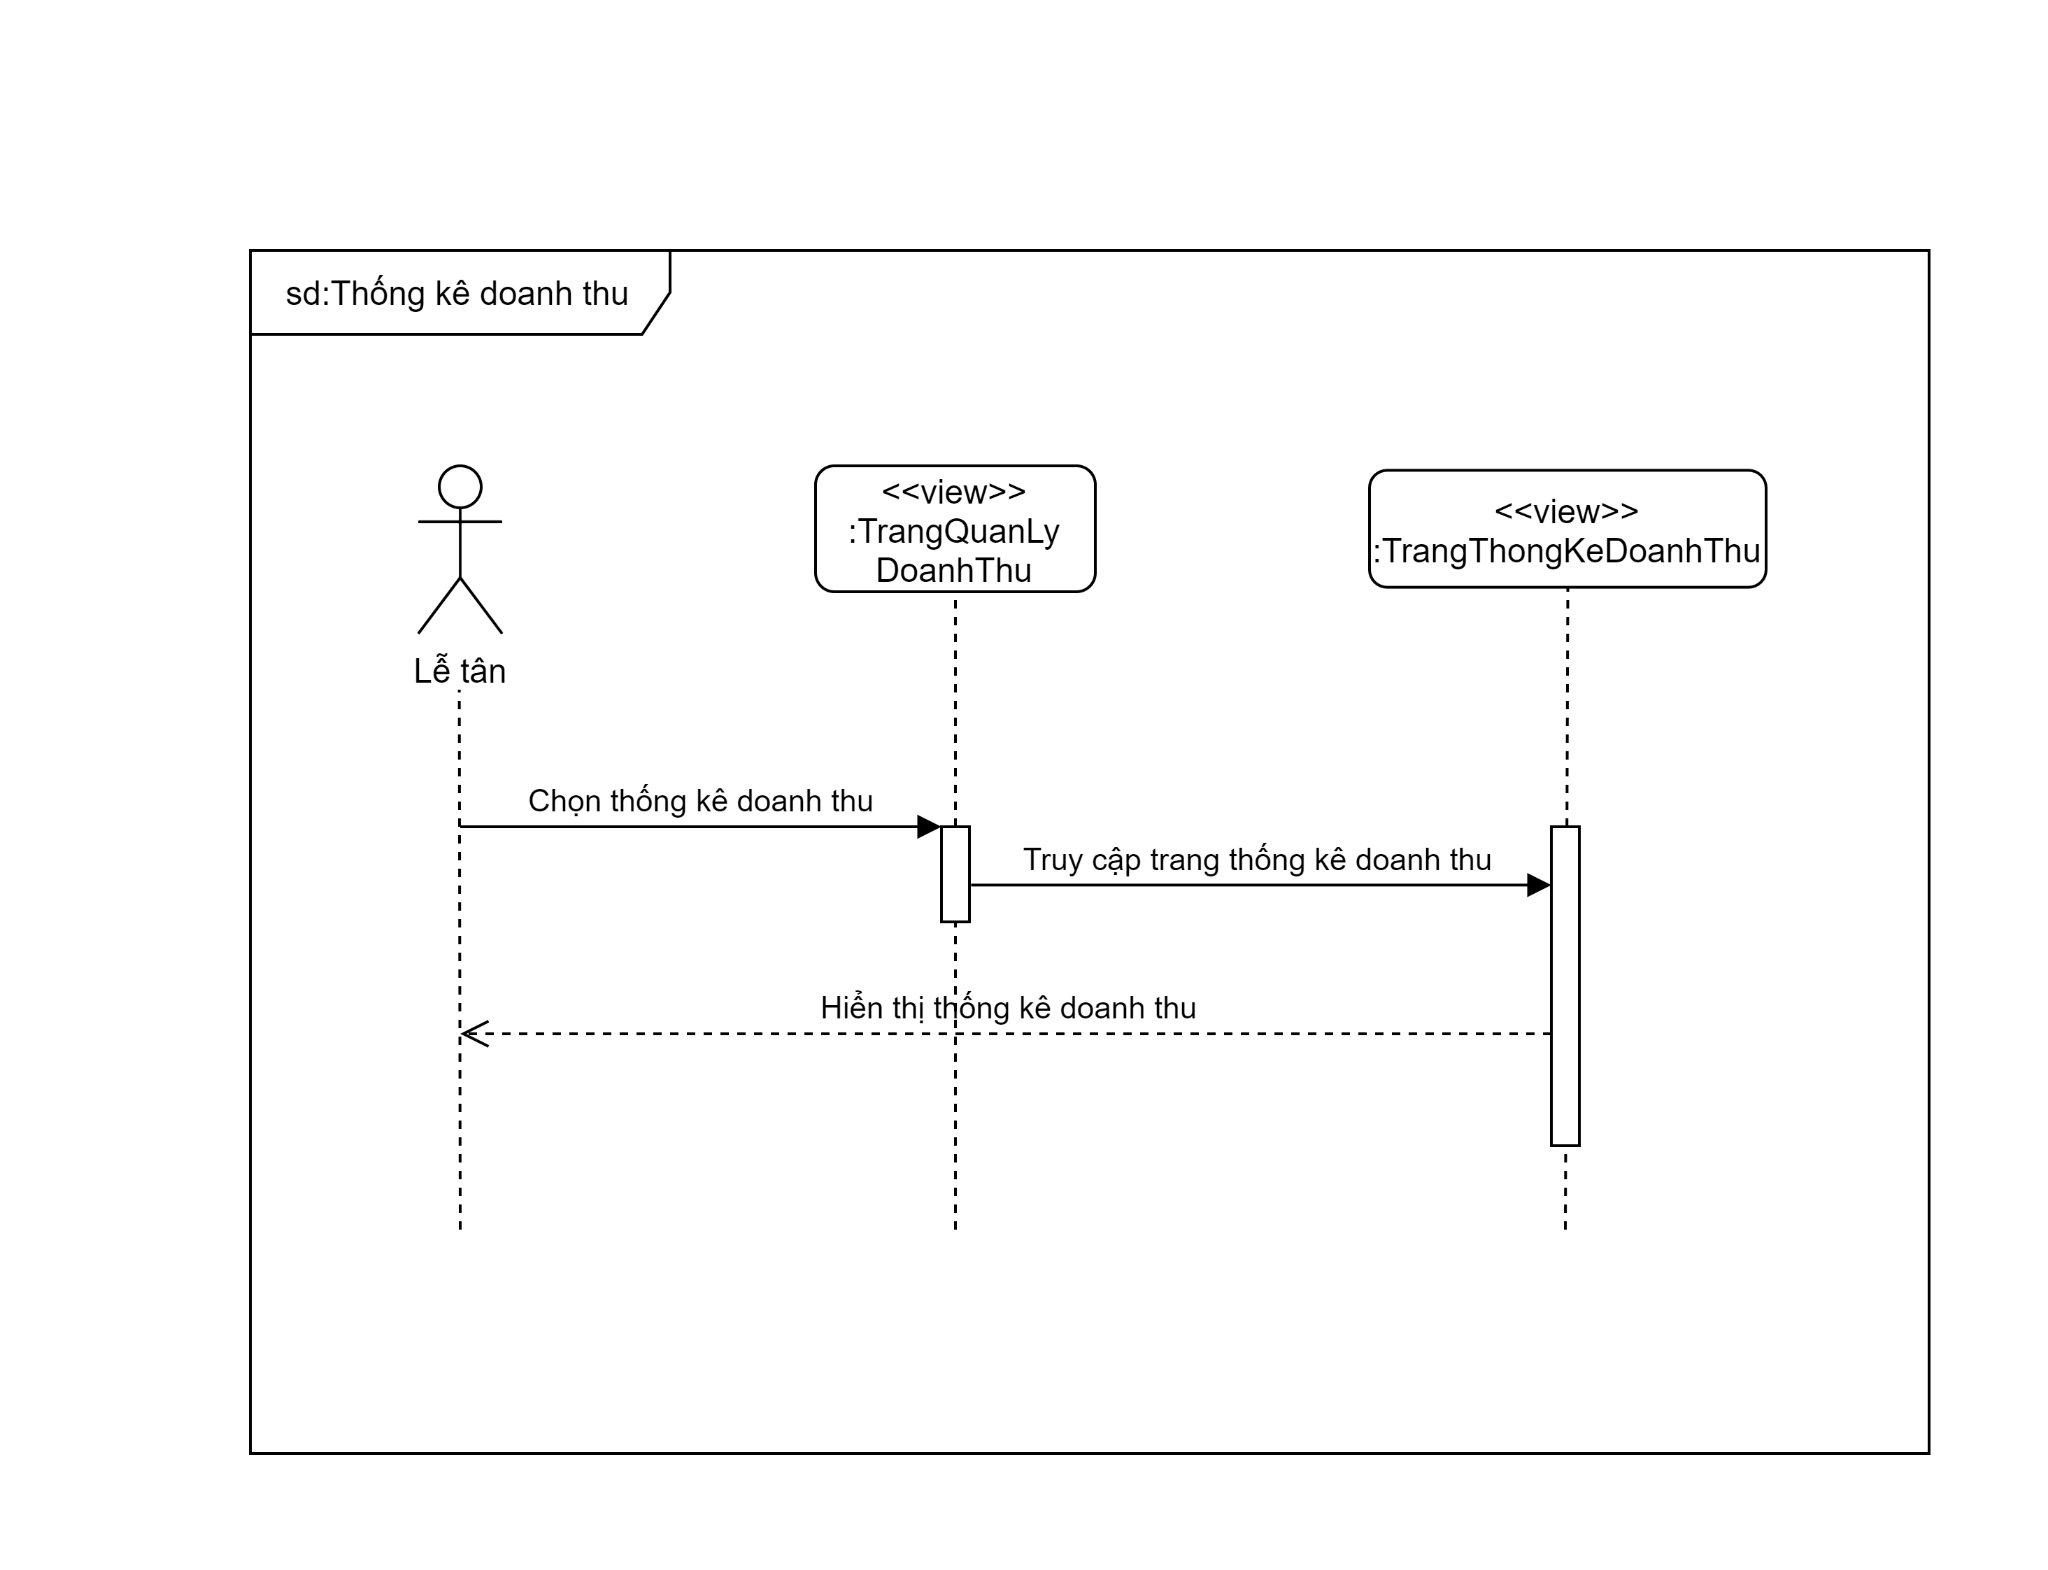 sd:Thống kê doanh thu
<<view>>
:TrangQuanLy
DoanhThu
<<view>>
:TrangThongKeDoanhThu
Lễ tân
Chọn thống kê doanh thu
Truy cập trang thống kê doanh thu
Hiển thị thống kê doanh thu